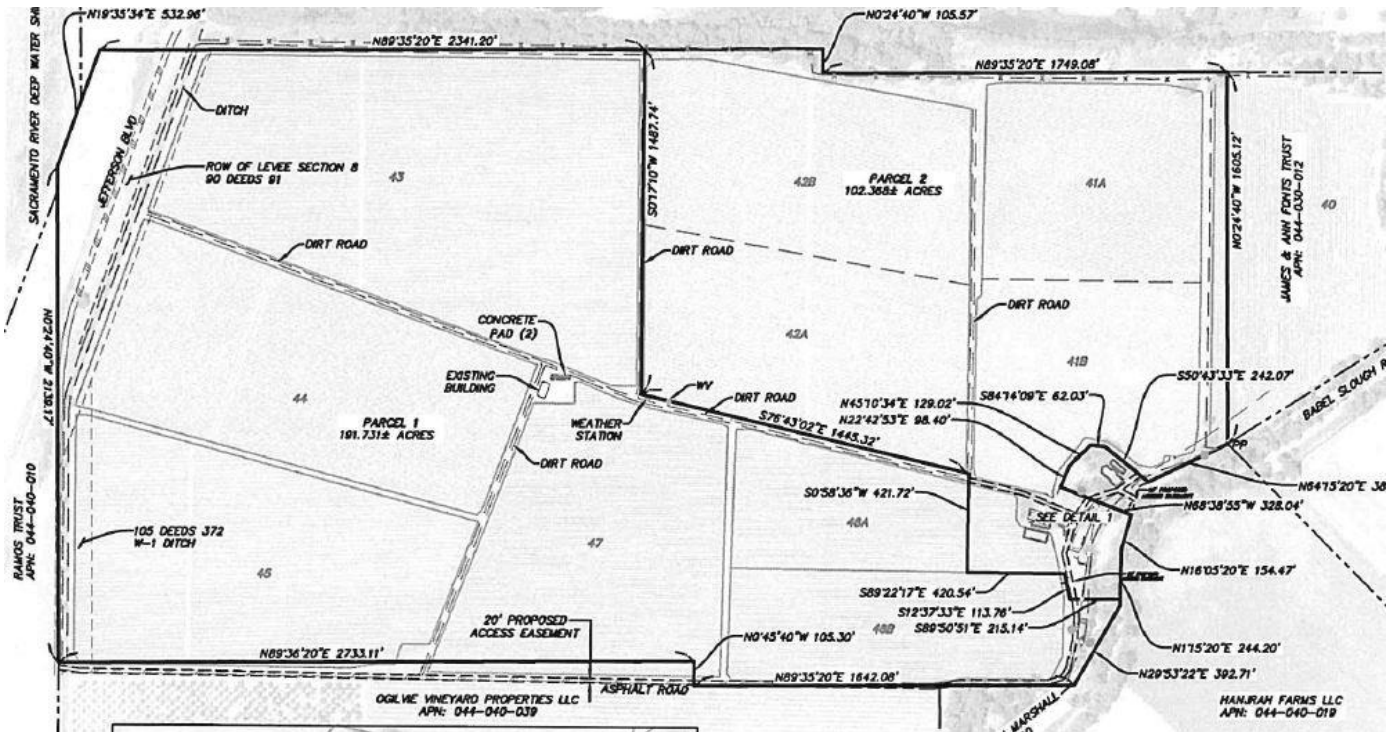 N19°35'34"E 532.96'
N0°24'40"W 105.57'
N89°35'20"E 2341.20'
N89°35'20"E 1749.08'
SACRAMENTO RIVER DEEP WATER
JEFFERSON BLVD
DITCH
ROW OF LEVEE SECTION 8
90 DEEDS 91
43
S0°17'10"W 1487.74'
42B
PARCEL 2
102.368± ACRES
41A
N0°24'40"W 1605.12'
JAMES & ANN FONTS TRUST
APN: 044-030-012
40
DIRT ROAD
DIRT ROAD
DIRT ROAD
CONCRETE
PAD (2)
42A
41B
N0°24'40"W 2139.17'
EXISTING
BUILDING
WV
DIRT ROAD
S76°43'02"E 1445.32'
N45°10'34"E 129.02'
N22°42'53"E 98.40'
S84°14'09"E 62.03'
S50°43'33"E 242.07'
BABEL SLOUGH
PP
44
PARCEL 1
191.731± ACRES
WEATHER
STATION
DIRT ROAD
N64°15'20"E
N68°38'55"W 328.04'
S0°58'36"W 421.72'
SEE DETAIL 1
RAMOS TRUST
APN: 044-040-010
105 DEEDS 372
W-1 DITCH
45
47
46A
N16°05'20"E 154.47'
S89°22'17"E 420.54'
S12°37'33"E 113.76'
S89°50'51"E 215.14'
46B
20' PROPOSED
ACCESS EASEMENT
N0°45'40"W 105.30'
N1°15'20"E 244.20'
N89°36'20"E 2733.11'
N89°35'20"E 1642.08'
N29°53'22"E 392.71'
ASPHALT ROAD
OGILVIE VINEYARD PROPERTIES LLC
APN: 044-040-039
MARSHALL
HANJRAH FARMS LLC
APN: 044-040-019